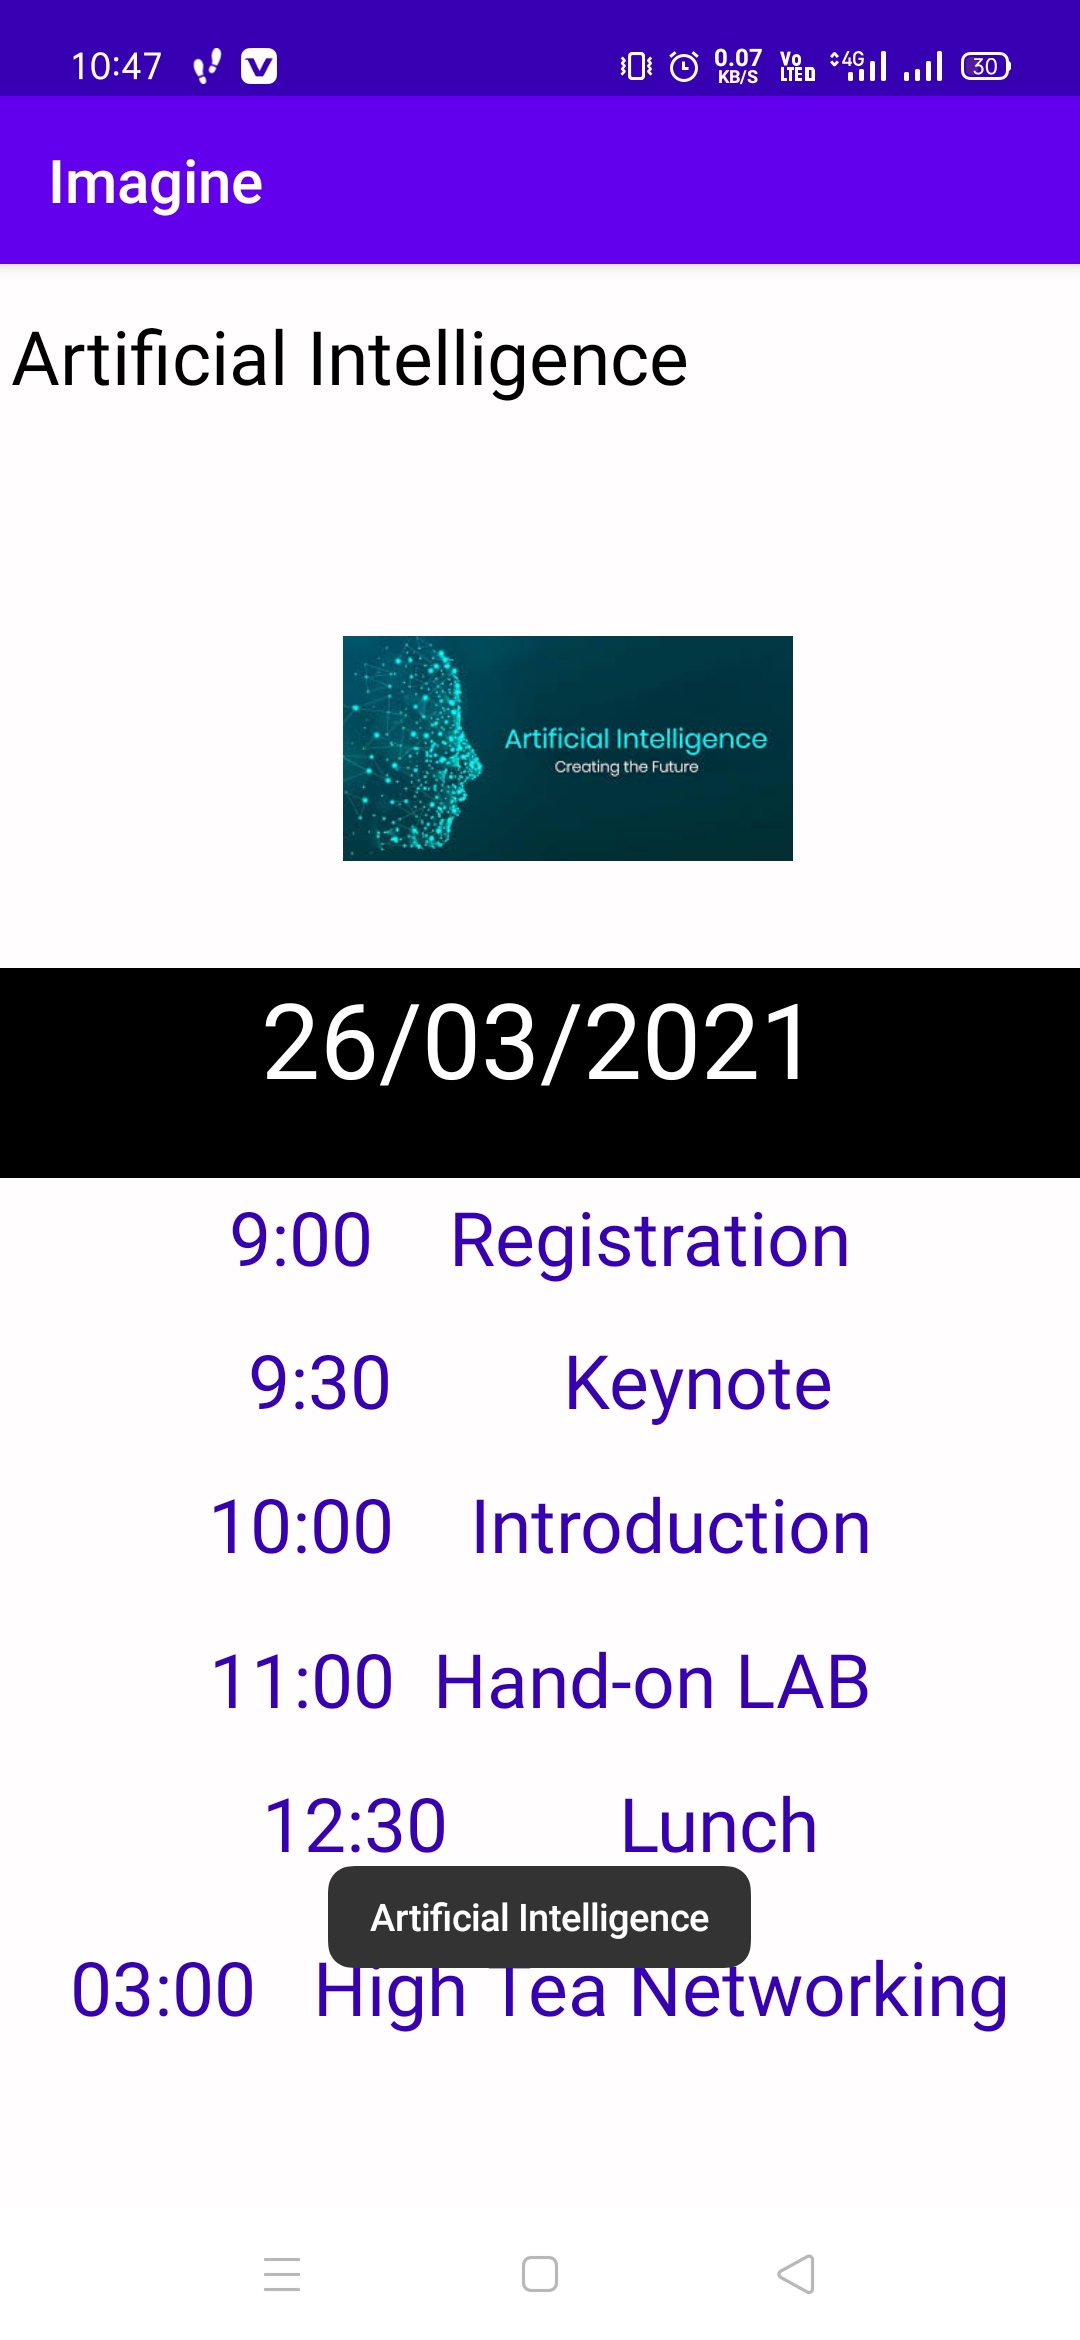 10:47 0.07 KB/S Vo LTE D 4G 30
Imagine
Artificial Intelligence
Artificial Intelligence
Creating the Future
26/03/2021
9:00 Registration
9:30 Keynote
10:00 Introduction
11:00 Hand-on LAB
12:30 Lunch
Artificial Intelligence
03:00 High Tea Networking